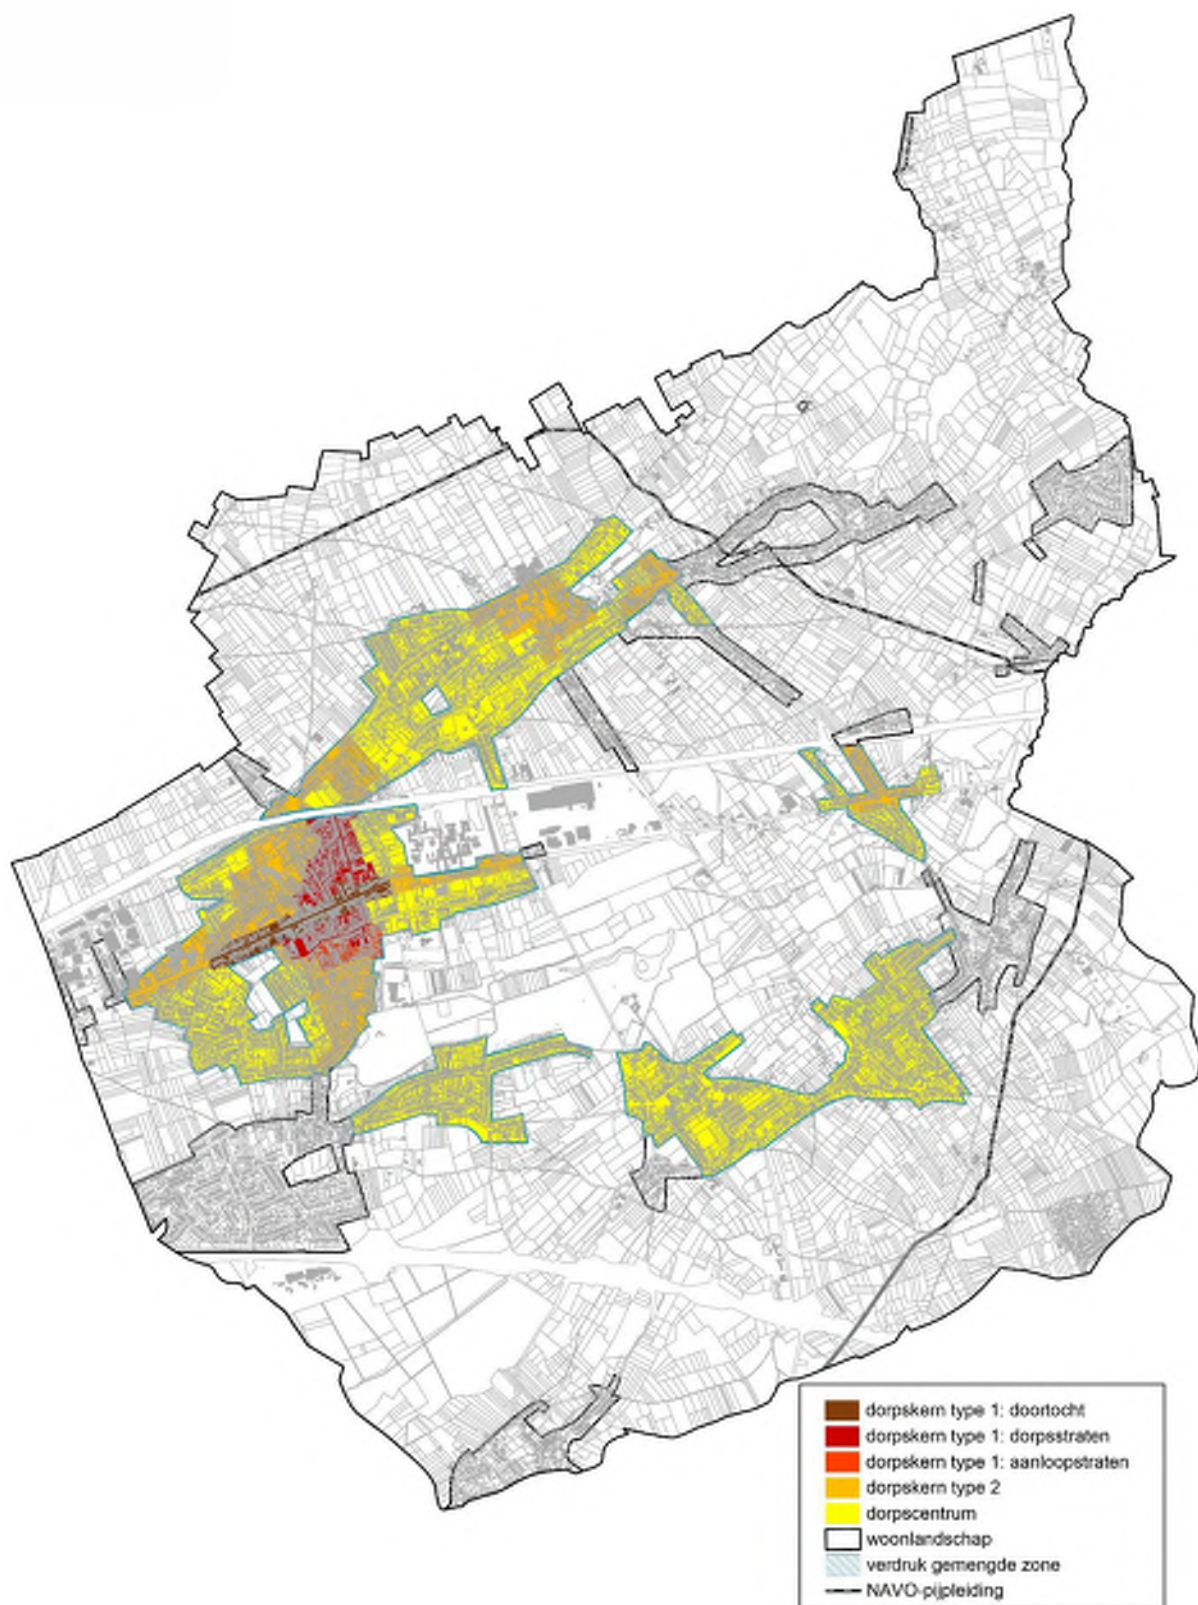 dorpskern type 1: doortocht
dorpskern type 1: dorpsstraten
dorpskern type 1: aanloopstraten
dorpskern type 2
dorpscentrum
woonlandschap
verdruk gemengde zone
NAVO-pijpleiding